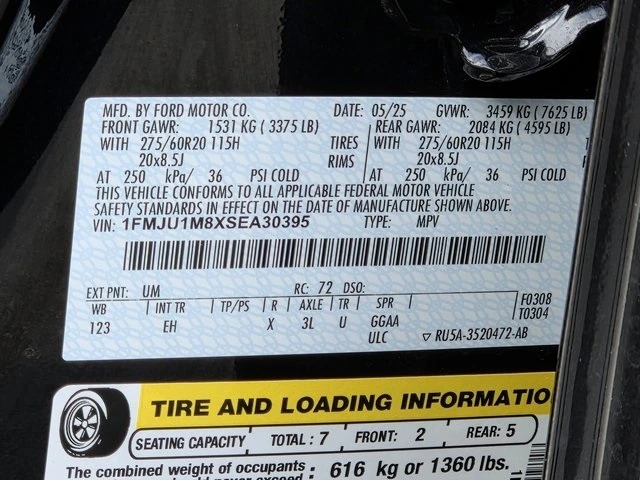 MFD. BY FORD MOTOR CO. DATE: 05/25 GVWR: 3459 KG ( 7625 LB)
FRONT GAWR: 1531 KG ( 3375 LB) REAR GAWR: 2084 KG ( 4595 LB)
WITH 275/60R20 115H TIRES WITH 275/60R20 115H
20x8.5J RIMS 20x8.5J
AT 250 kPa/ 36 PSI COLD AT 250 kPa/ 36 PSI COLD
THIS VEHICLE CONFORMS TO ALL APPLICABLE FEDERAL MOTOR VEHICLE
SAFETY STANDARDS IN EFFECT ON THE DATE OF MANUFACTURE SHOWN ABOVE.
VIN: 1FMJU1M8XSEA30395 TYPE: MPV
EXT PNT: UM RC: 72 DSO:
WB INT TR TP/PS R AXLE TR SPR F0308
123 EH X 3L U GGAA T0304
ULC ▽ RU5A-3520472-AB
TIRE AND LOADING INFORMATIO
SEATING CAPACITY TOTAL : 7 FRONT: 2 REAR: 5
The combined weight of occupants : 616 kg or 1360 lbs.